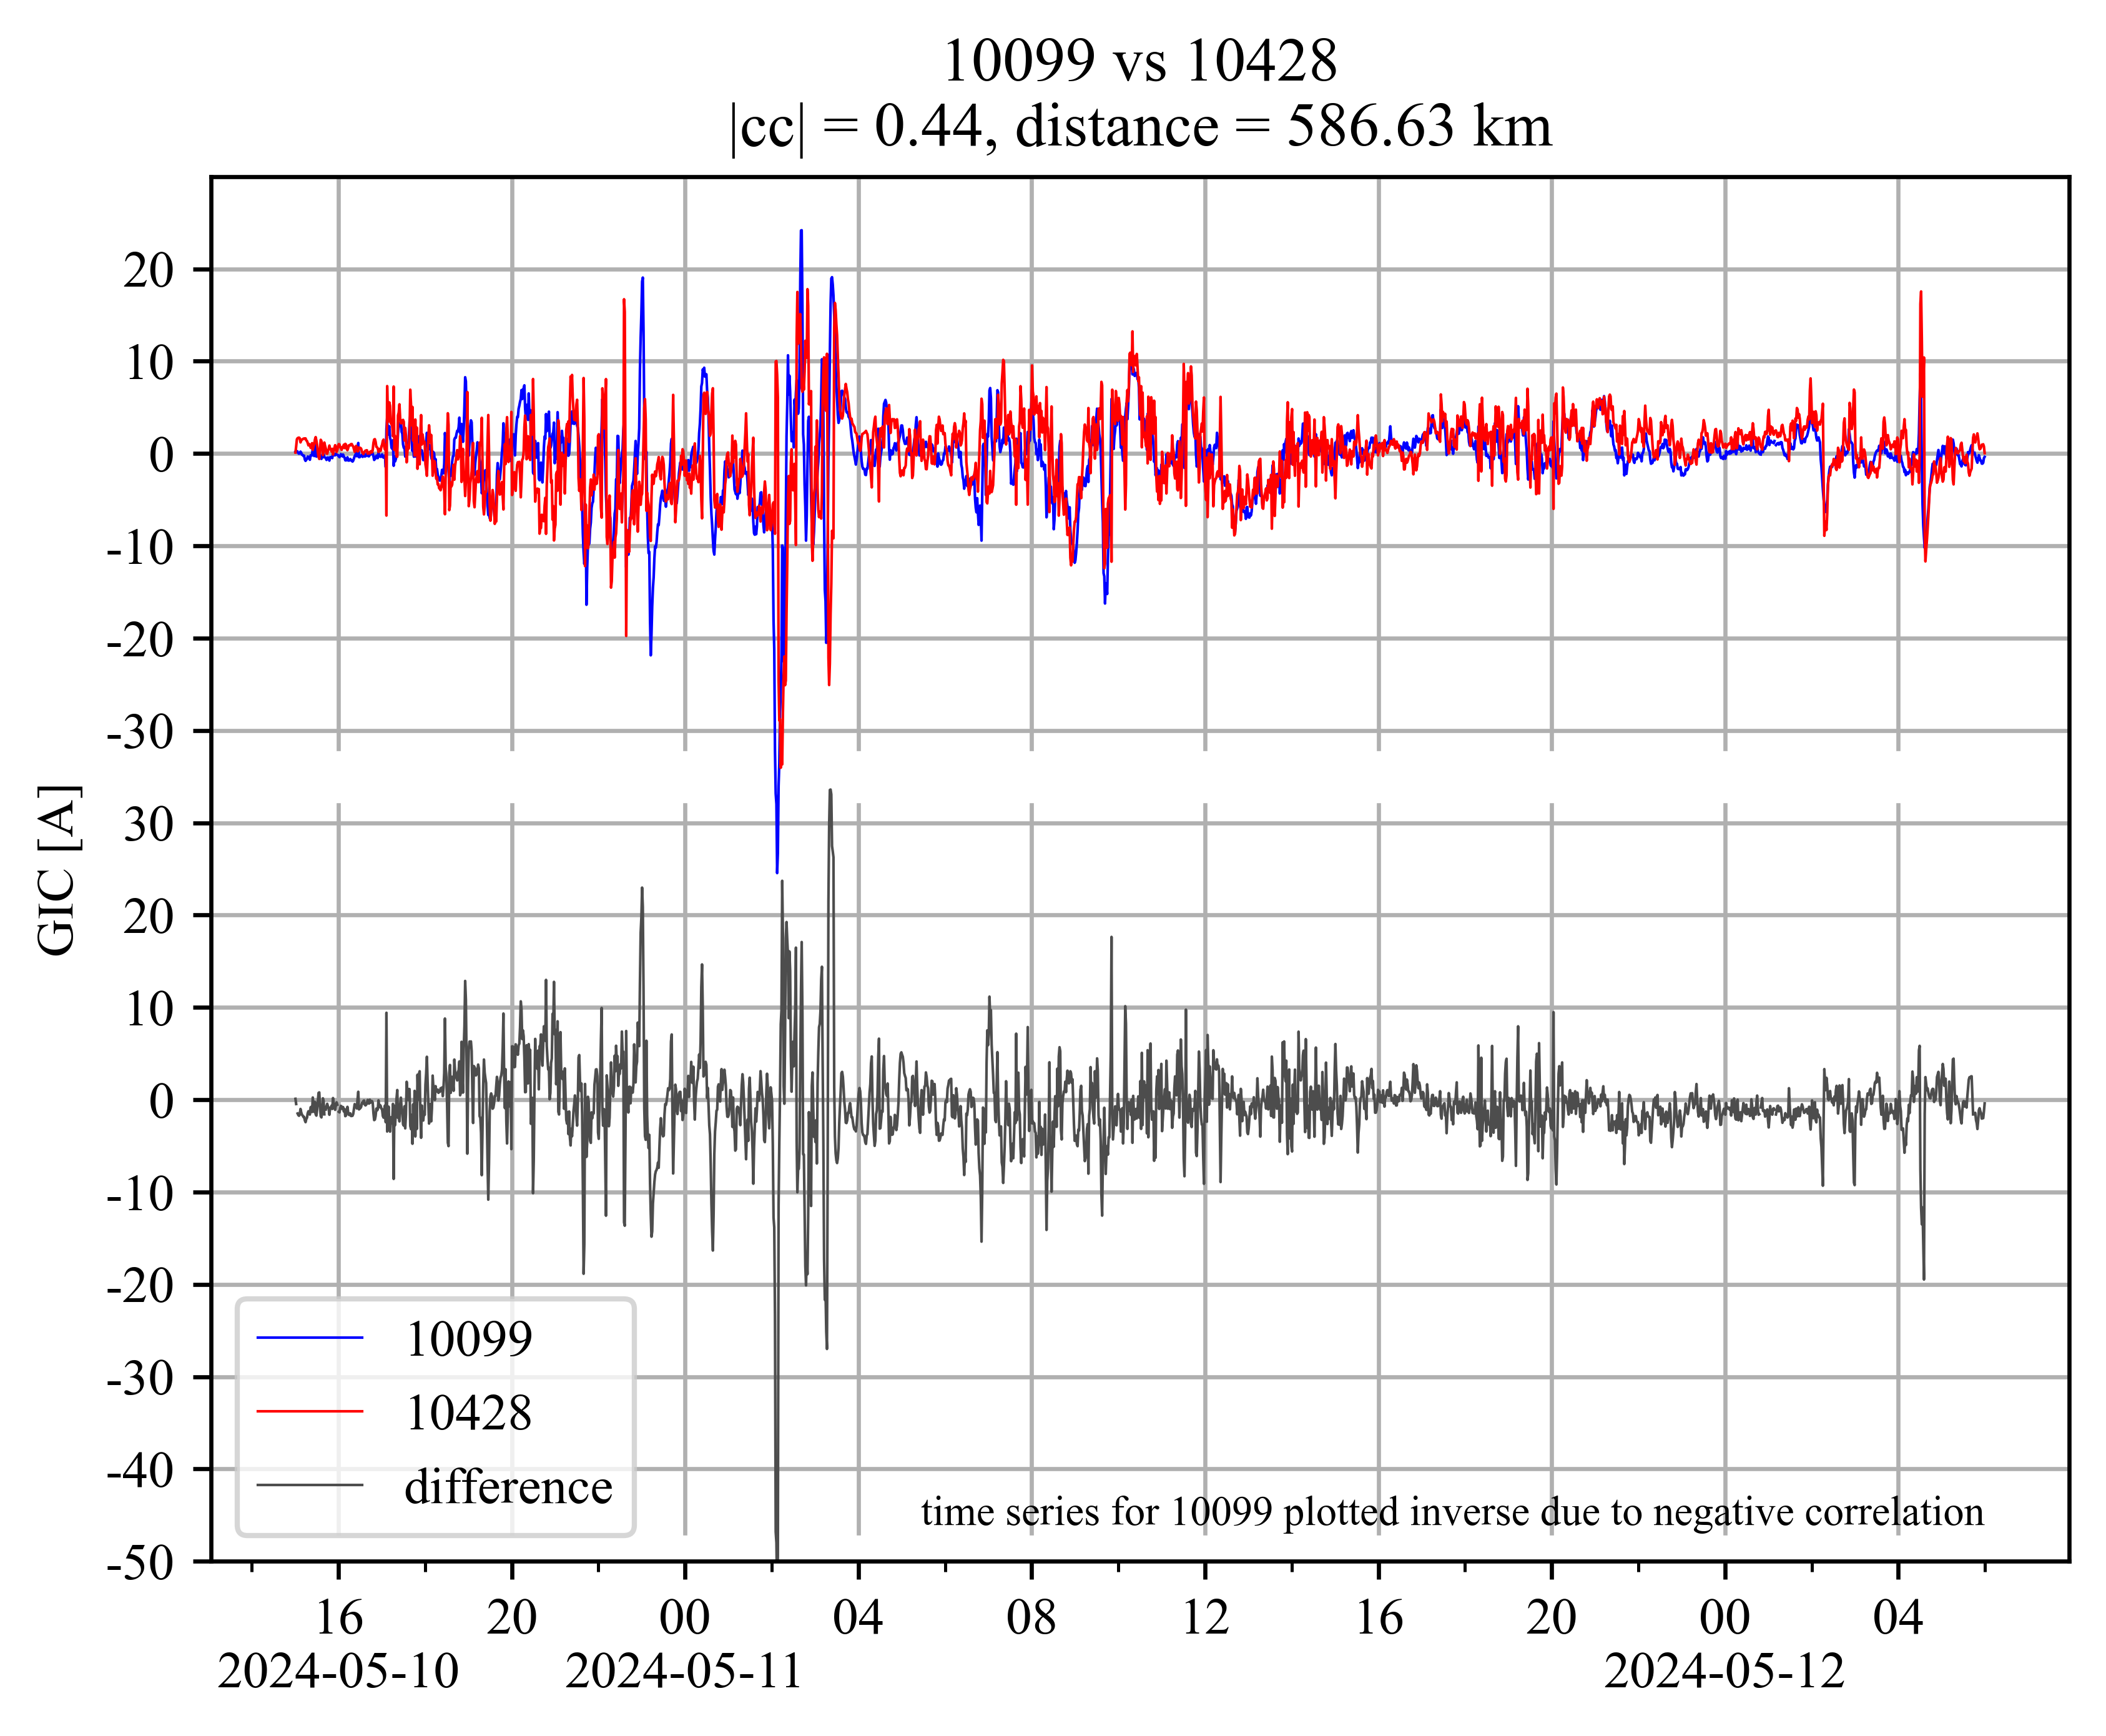 10099 vs 10428
|cc| = 0.44, distance = 586.63 km
GIC [A]
20
10
0
-10
-20
-30
30
20
10
0
-10
-20
-30
-40
-50
10099
10428
difference
time series for 10099 plotted inverse due to negative correlation
16 20 00 04 08 12 16 20 00 04
2024-05-10 2024-05-11 2024-05-12